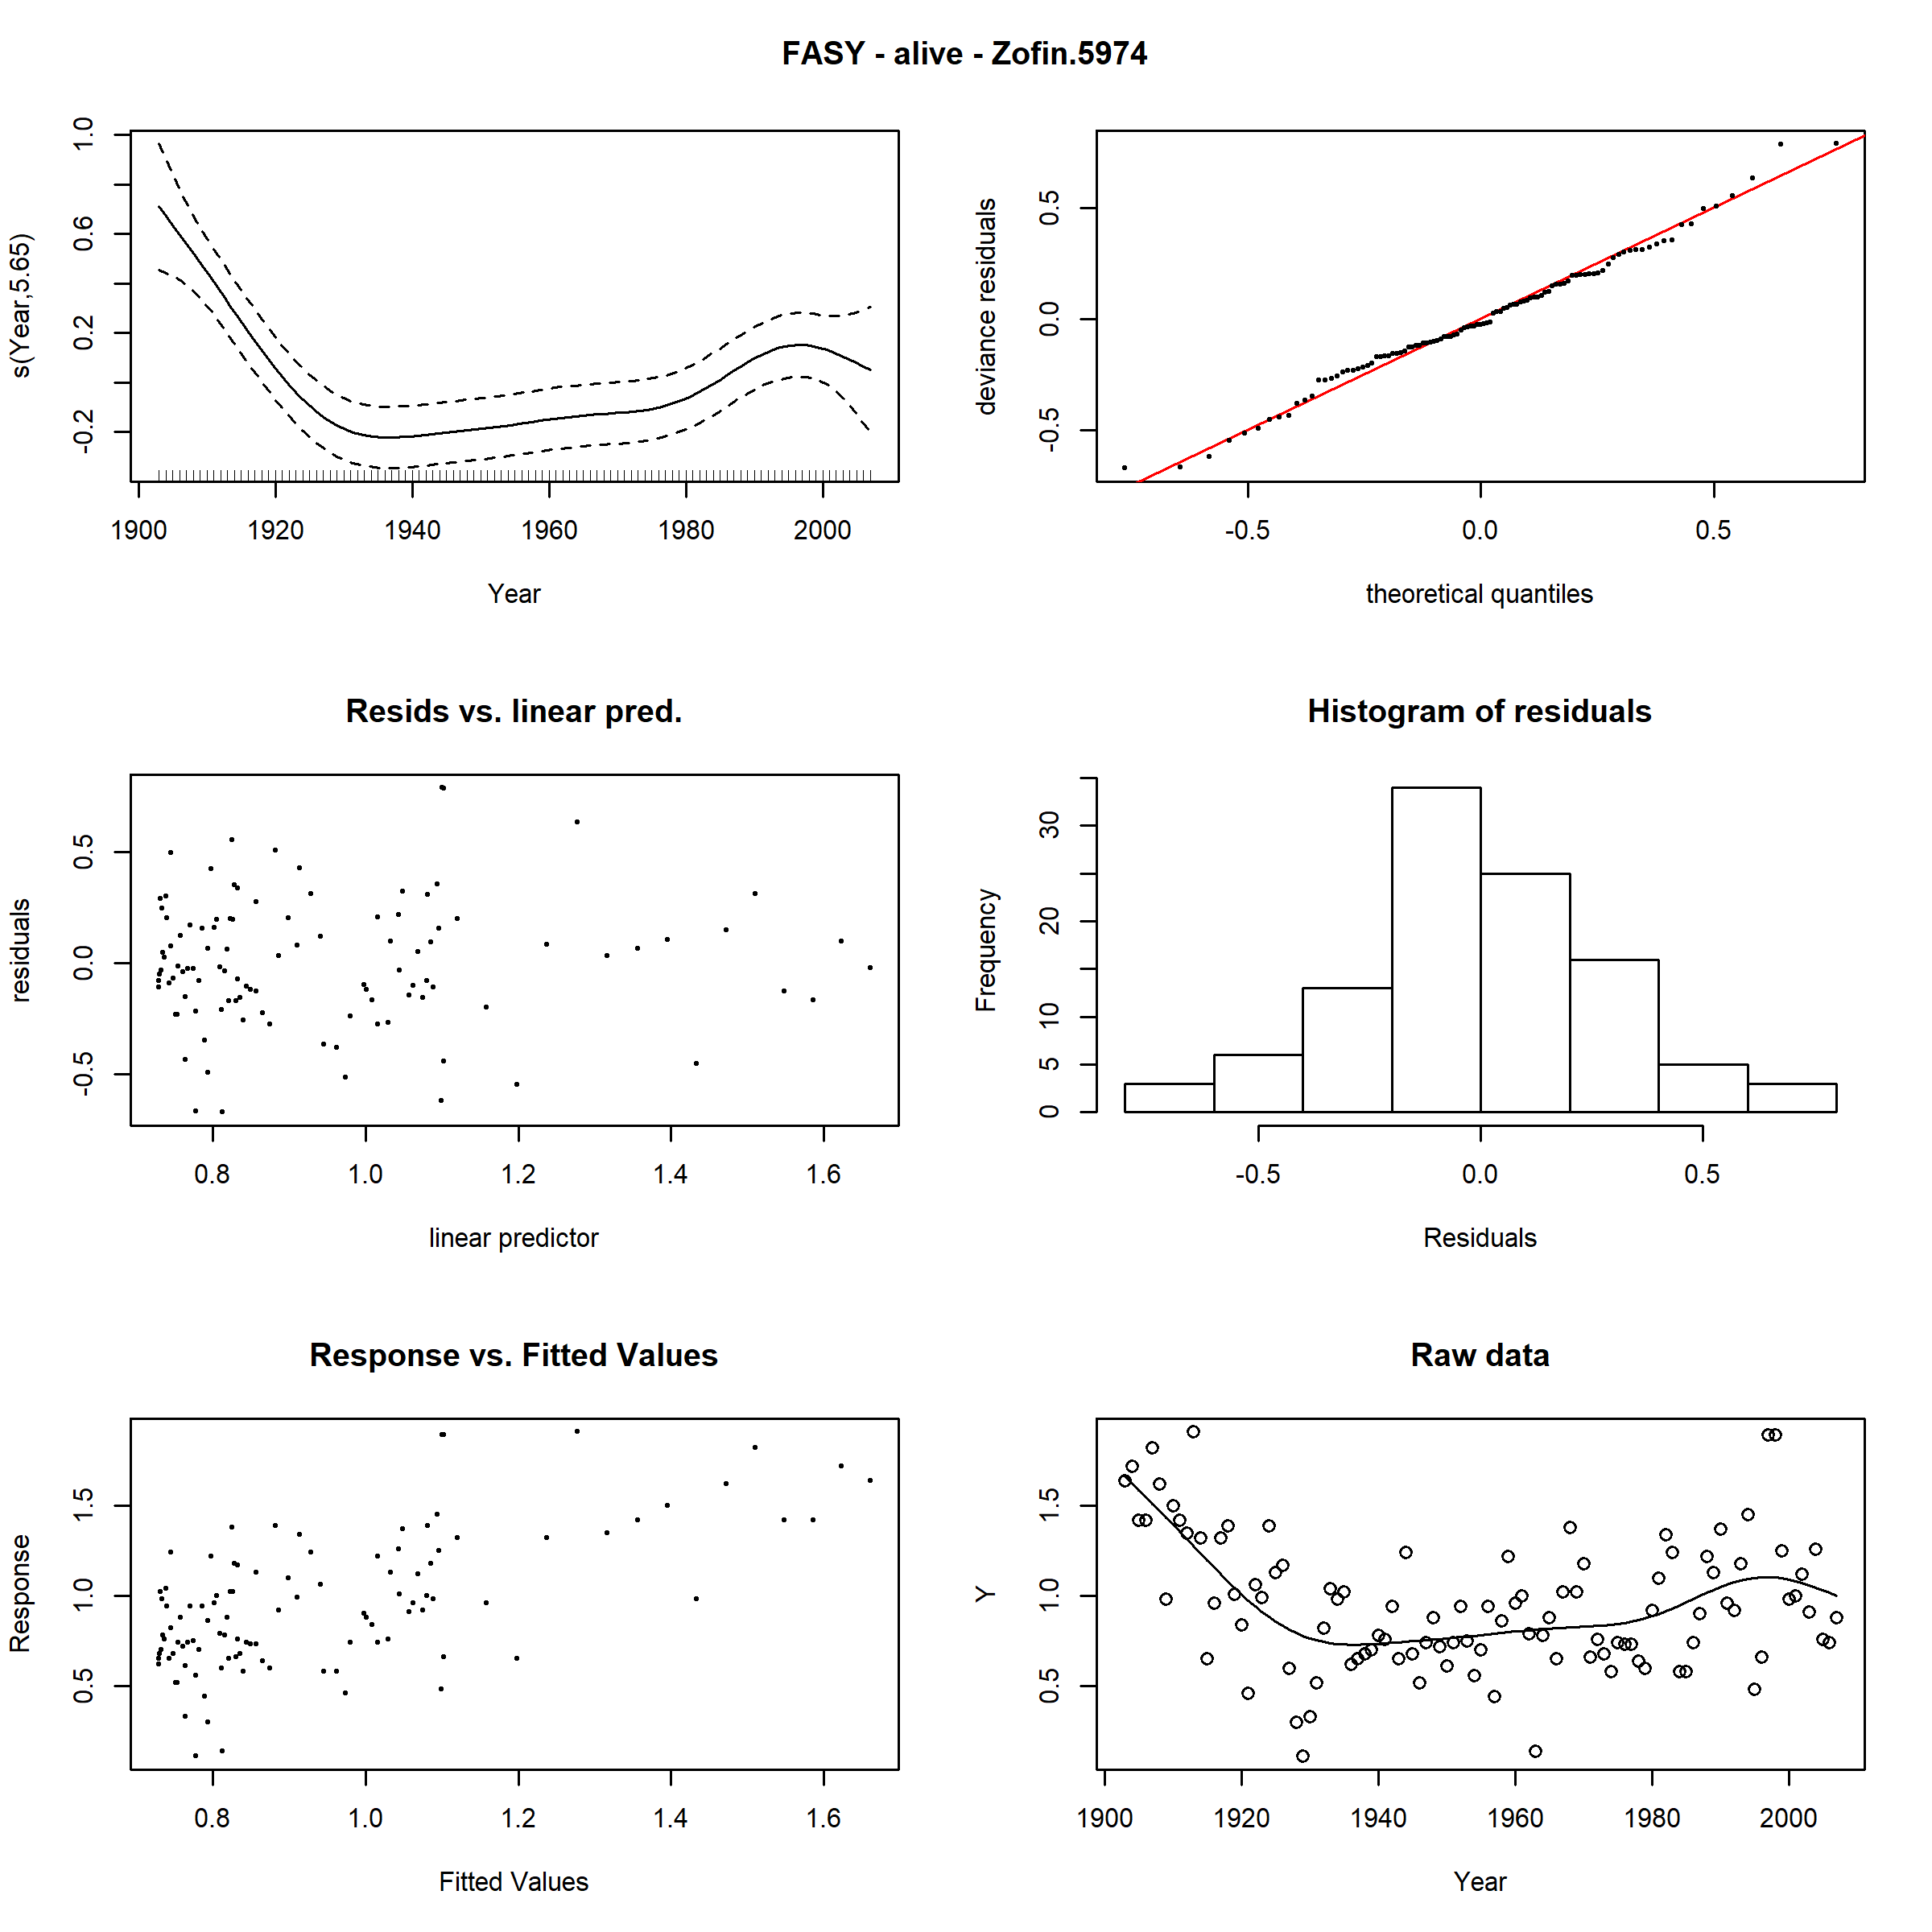 FASY - alive - Zofin.5974
s(Year,5.65)
-0.2 0.2 0.6 1.0
1900 1920 1940 1960 1980 2000
Year
deviance residuals
-0.5 0.0 0.5
-0.5 0.0 0.5
theoretical quantiles
Resids vs. linear pred.
residuals
-0.5 0.0 0.5
0.8 1.0 1.2 1.4 1.6
linear predictor
Histogram of residuals
Frequency
0 5 10 20 30
-0.5 0.0 0.5
Residuals
Response vs. Fitted Values
Response
0.5 1.0 1.5
0.8 1.0 1.2 1.4 1.6
Fitted Values
Raw data
Y
0.5 1.0 1.5
1900 1920 1940 1960 1980 2000
Year